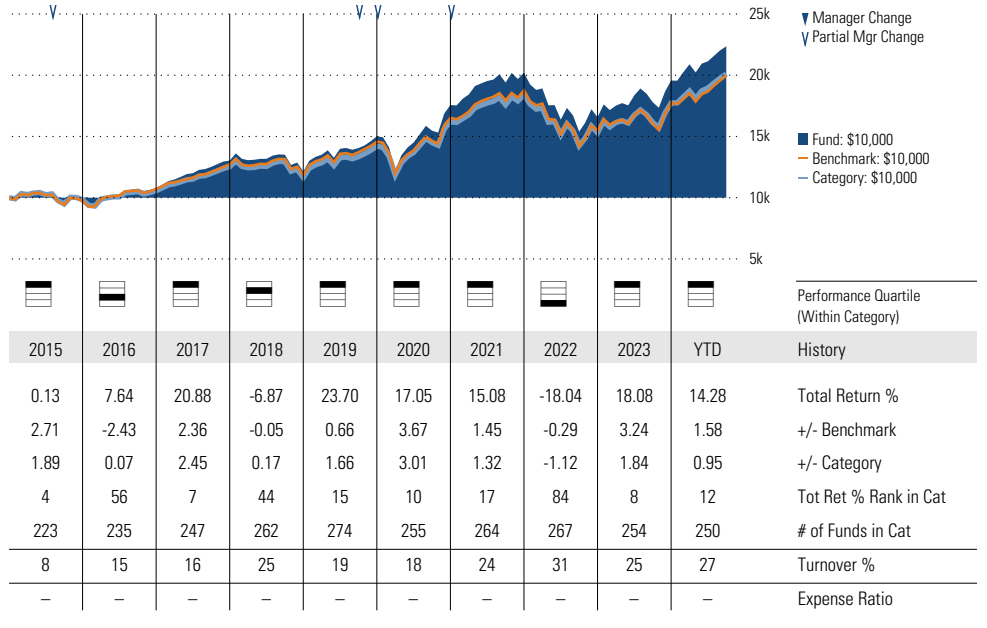 25k
Manager Change
Partial Mgr Change
20k
15k
Fund: $10,000
Benchmark: $10,000
Category: $10,000
10k
5k
Performance Quartile
(Within Category)
2015 2016 2017 2018 2019 2020 2021 2022 2023 YTD History
0.13 7.64 20.88 -6.87 23.70 17.05 15.08 -18.04 18.08 14.28 Total Return %
2.71 -2.43 2.36 -0.05 0.66 3.67 1.45 -0.29 3.24 1.58 +/- Benchmark
1.89 0.07 2.45 0.17 1.66 3.01 1.32 -1.12 1.84 0.95 +/- Category
4 56 7 44 15 10 17 84 8 12 Tot Ret % Rank in Cat
223 235 247 262 274 255 264 267 254 250 # of Funds in Cat
8 15 16 25 19 18 24 31 25 27 Turnover %
– – – – – – – – – – Expense Ratio